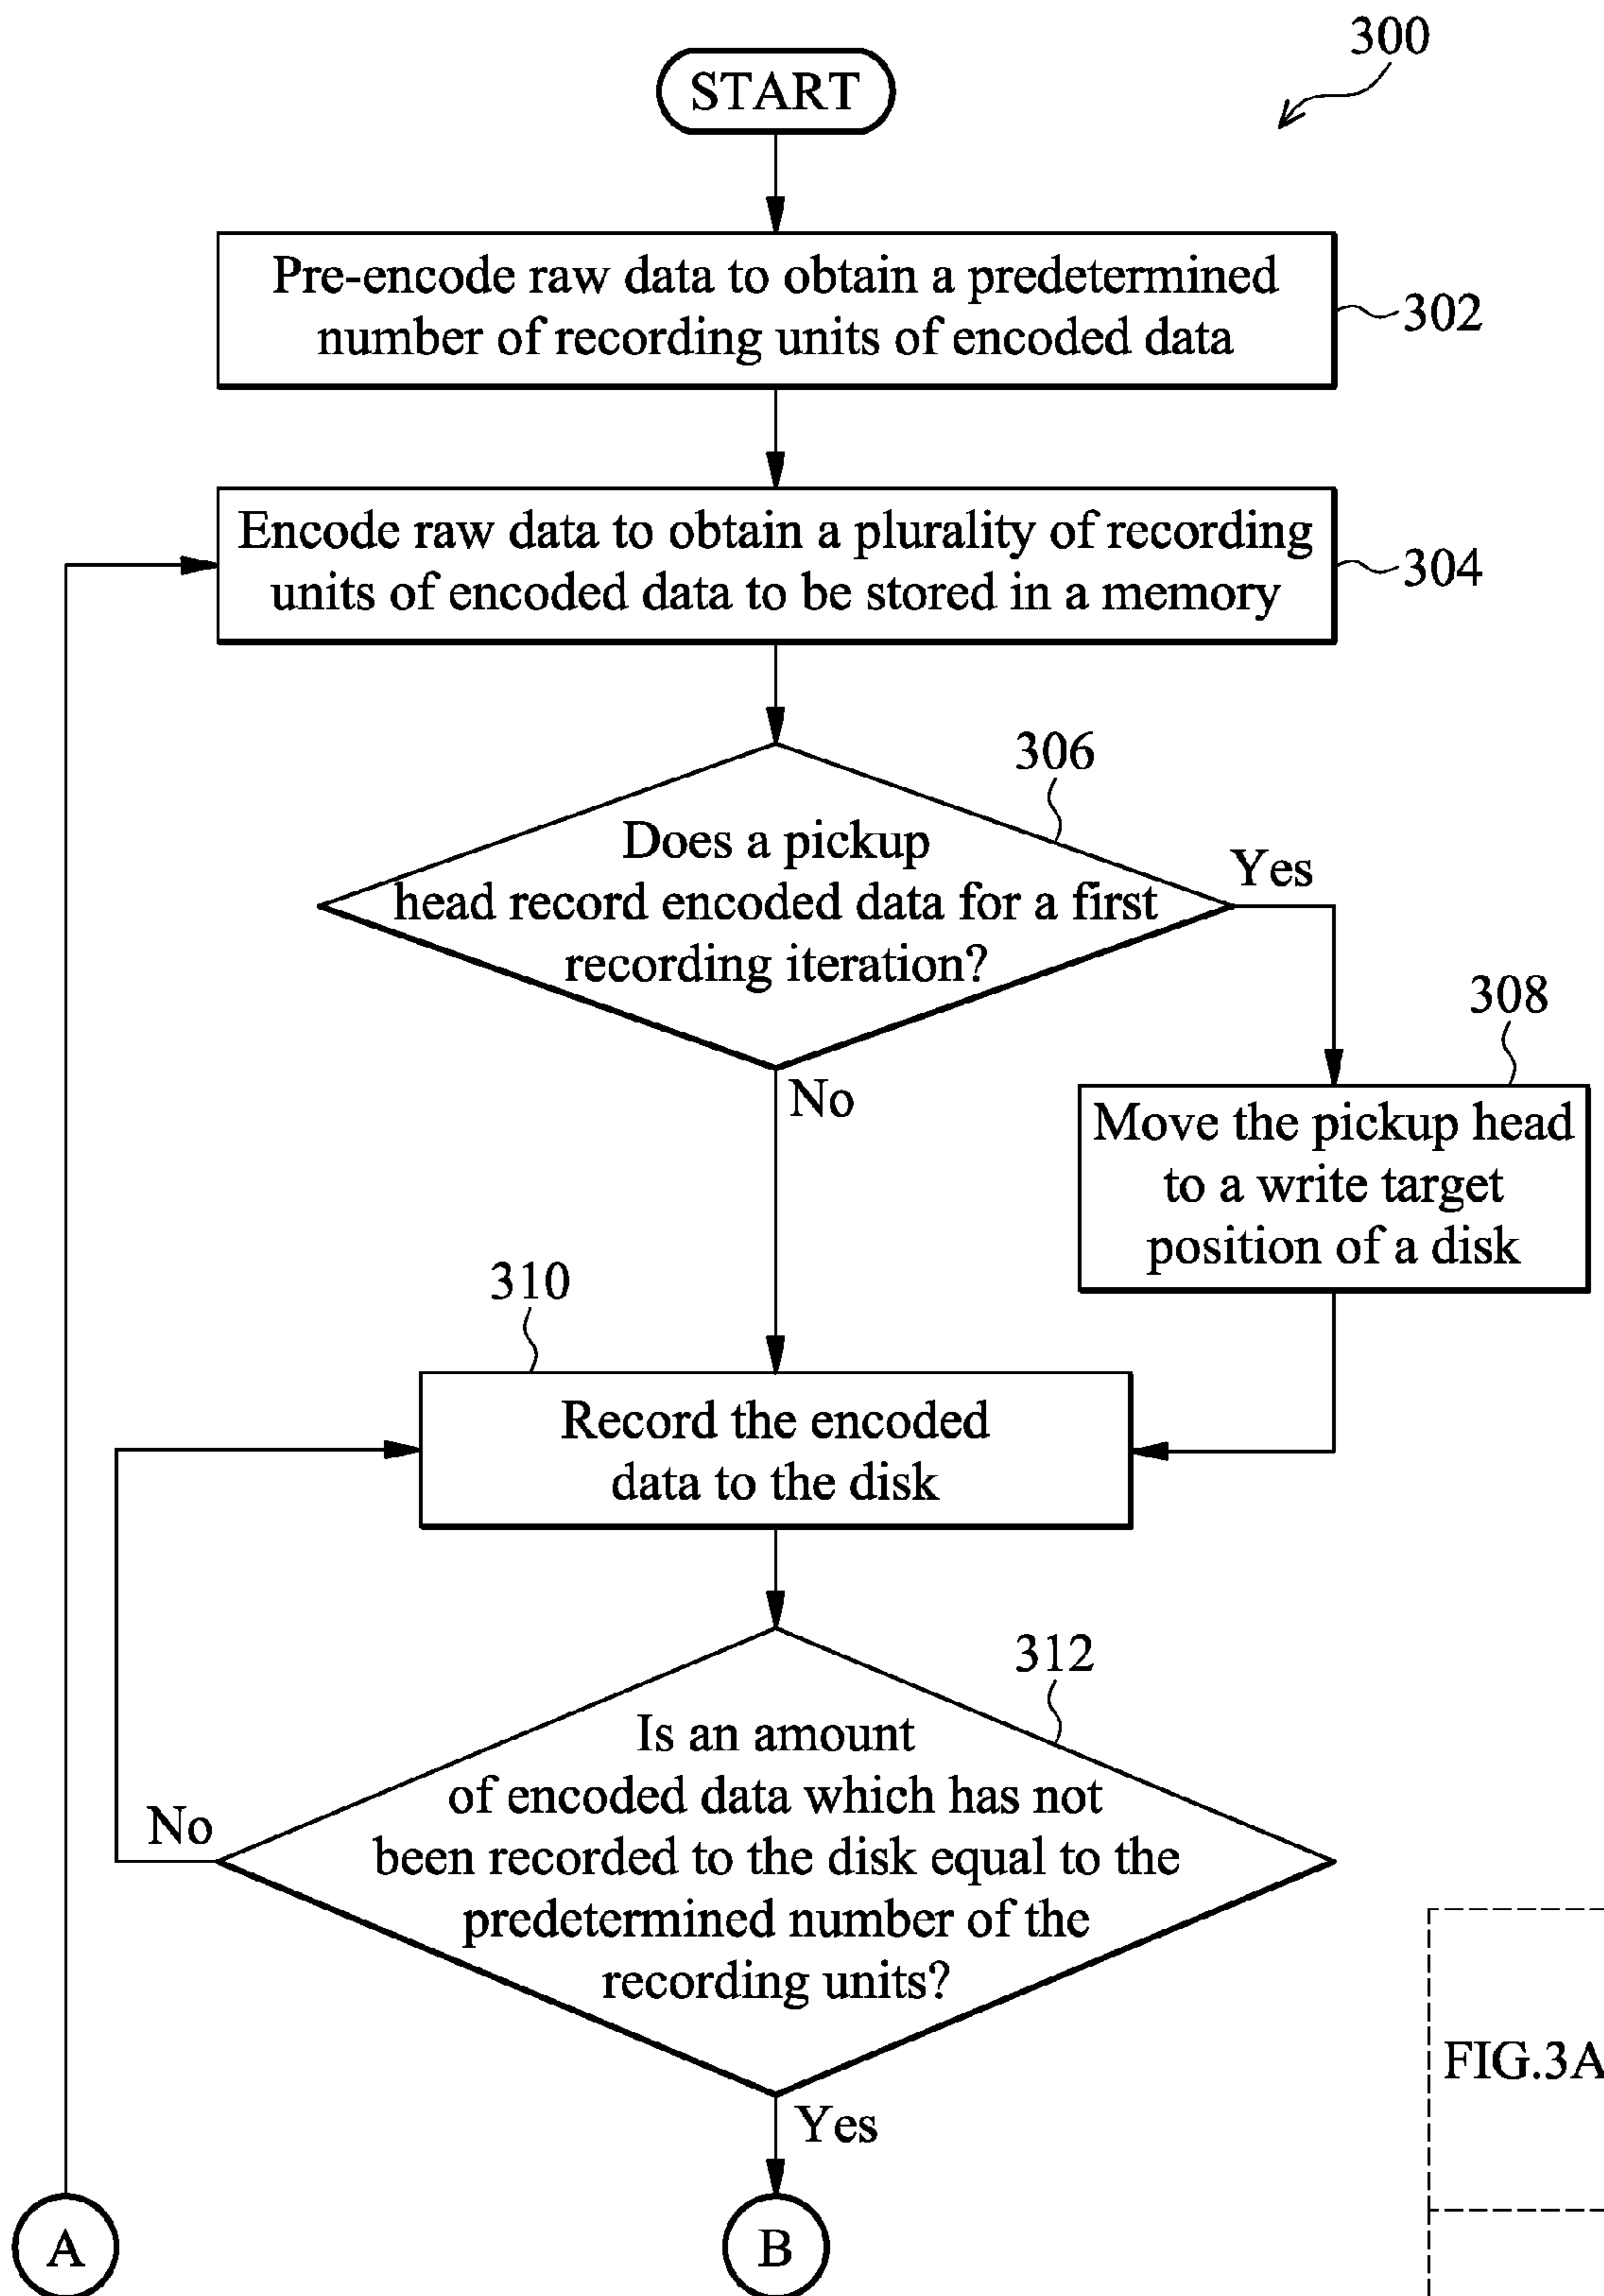 300
START
Pre-encode raw data to obtain a predetermined
number of recording units of encoded data
302
Encode raw data to obtain a plurality of recording
units of encoded data to be stored in a memory
304
306
Does a pickup
head record encoded data for a first
recording iteration?
Yes
No
308
Move the pickup head
to a write target
position of a disk
310
Record the encoded
data to the disk
312
Is an amount
of encoded data which has not
been recorded to the disk equal to the
predetermined number of the
recording units?
No
Yes
FIG.3A
A
B